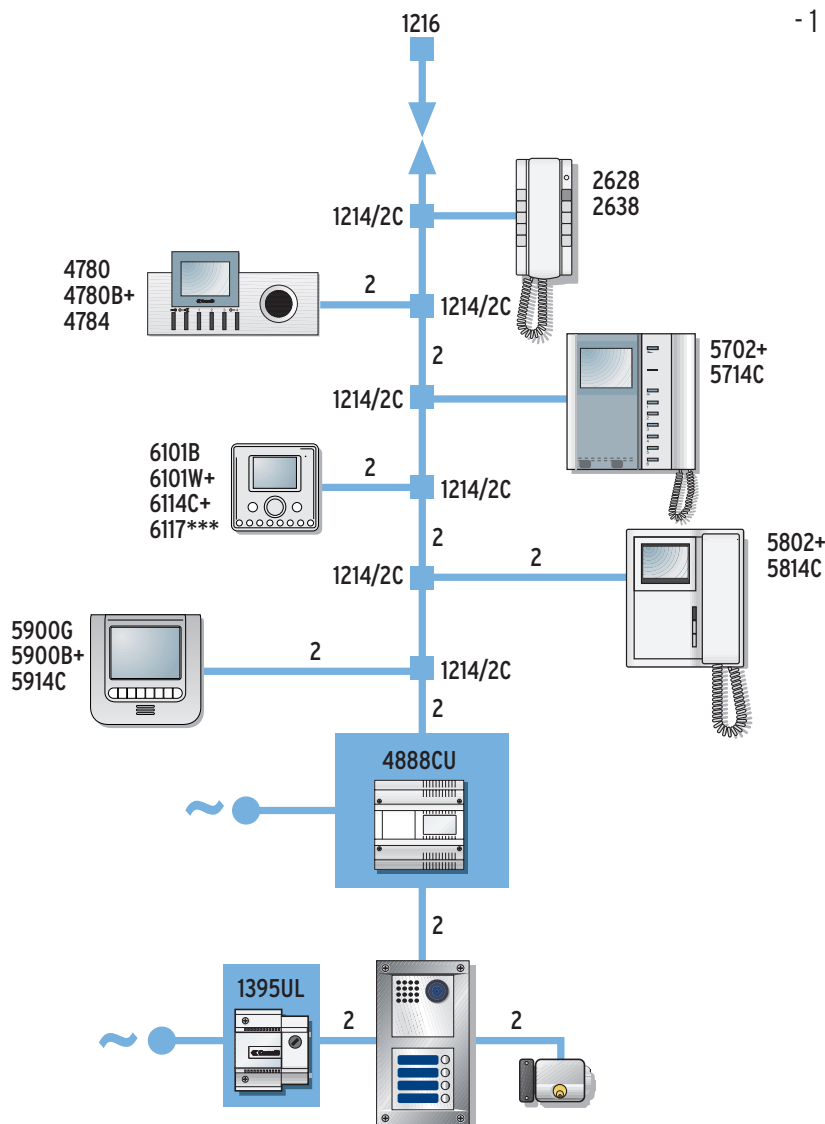 -1
1216
2628
2638
1214/2C
4780
4780B+
4784
2
1214/2C
2
5702+
5714C
1214/2C
6101B
6101W+
6114C+
6117***
2
1214/2C
2
5802+
5814C
1214/2C
2
5900G
5900B+
5914C
2
1214/2C
2
4888CU
~
2
1395UL
~
2
2